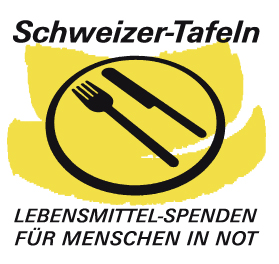 Schweizer-Tafeln
LEBENSMITTEL-SPENDEN
FÜR MENSCHEN IN NOT